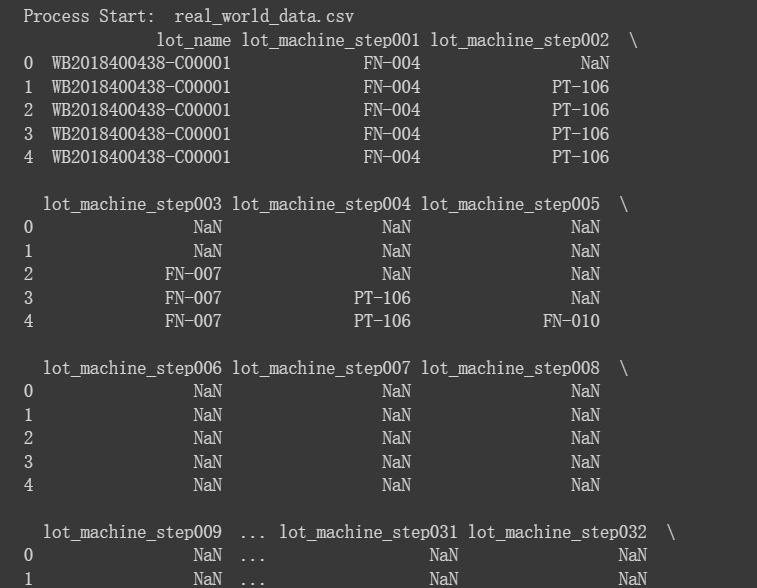 Process Start:  real_world_data.csv
             lot_name lot_machine_step001 lot_machine_step002  \
0  WB2018400438-C00001              FN-004                 NaN
1  WB2018400438-C00001              FN-004              PT-106
2  WB2018400438-C00001              FN-004              PT-106
3  WB2018400438-C00001              FN-004              PT-106
4  WB2018400438-C00001              FN-004              PT-106
  lot_machine_step003 lot_machine_step004 lot_machine_step005  \
0                 NaN                 NaN                 NaN
1                 NaN                 NaN                 NaN
2              FN-007                 NaN                 NaN
3              FN-007              PT-106                 NaN
4              FN-007              PT-106              FN-010
  lot_machine_step006 lot_machine_step007 lot_machine_step008  \
0                 NaN                 NaN                 NaN
1                 NaN                 NaN                 NaN
2                 NaN                 NaN                 NaN
3                 NaN                 NaN                 NaN
4                 NaN                 NaN                 NaN
  lot_machine_step009  ... lot_machine_step031 lot_machine_step032  \
0                 NaN  ...                 NaN                 NaN
1                 NaN  ...                 NaN                 NaN